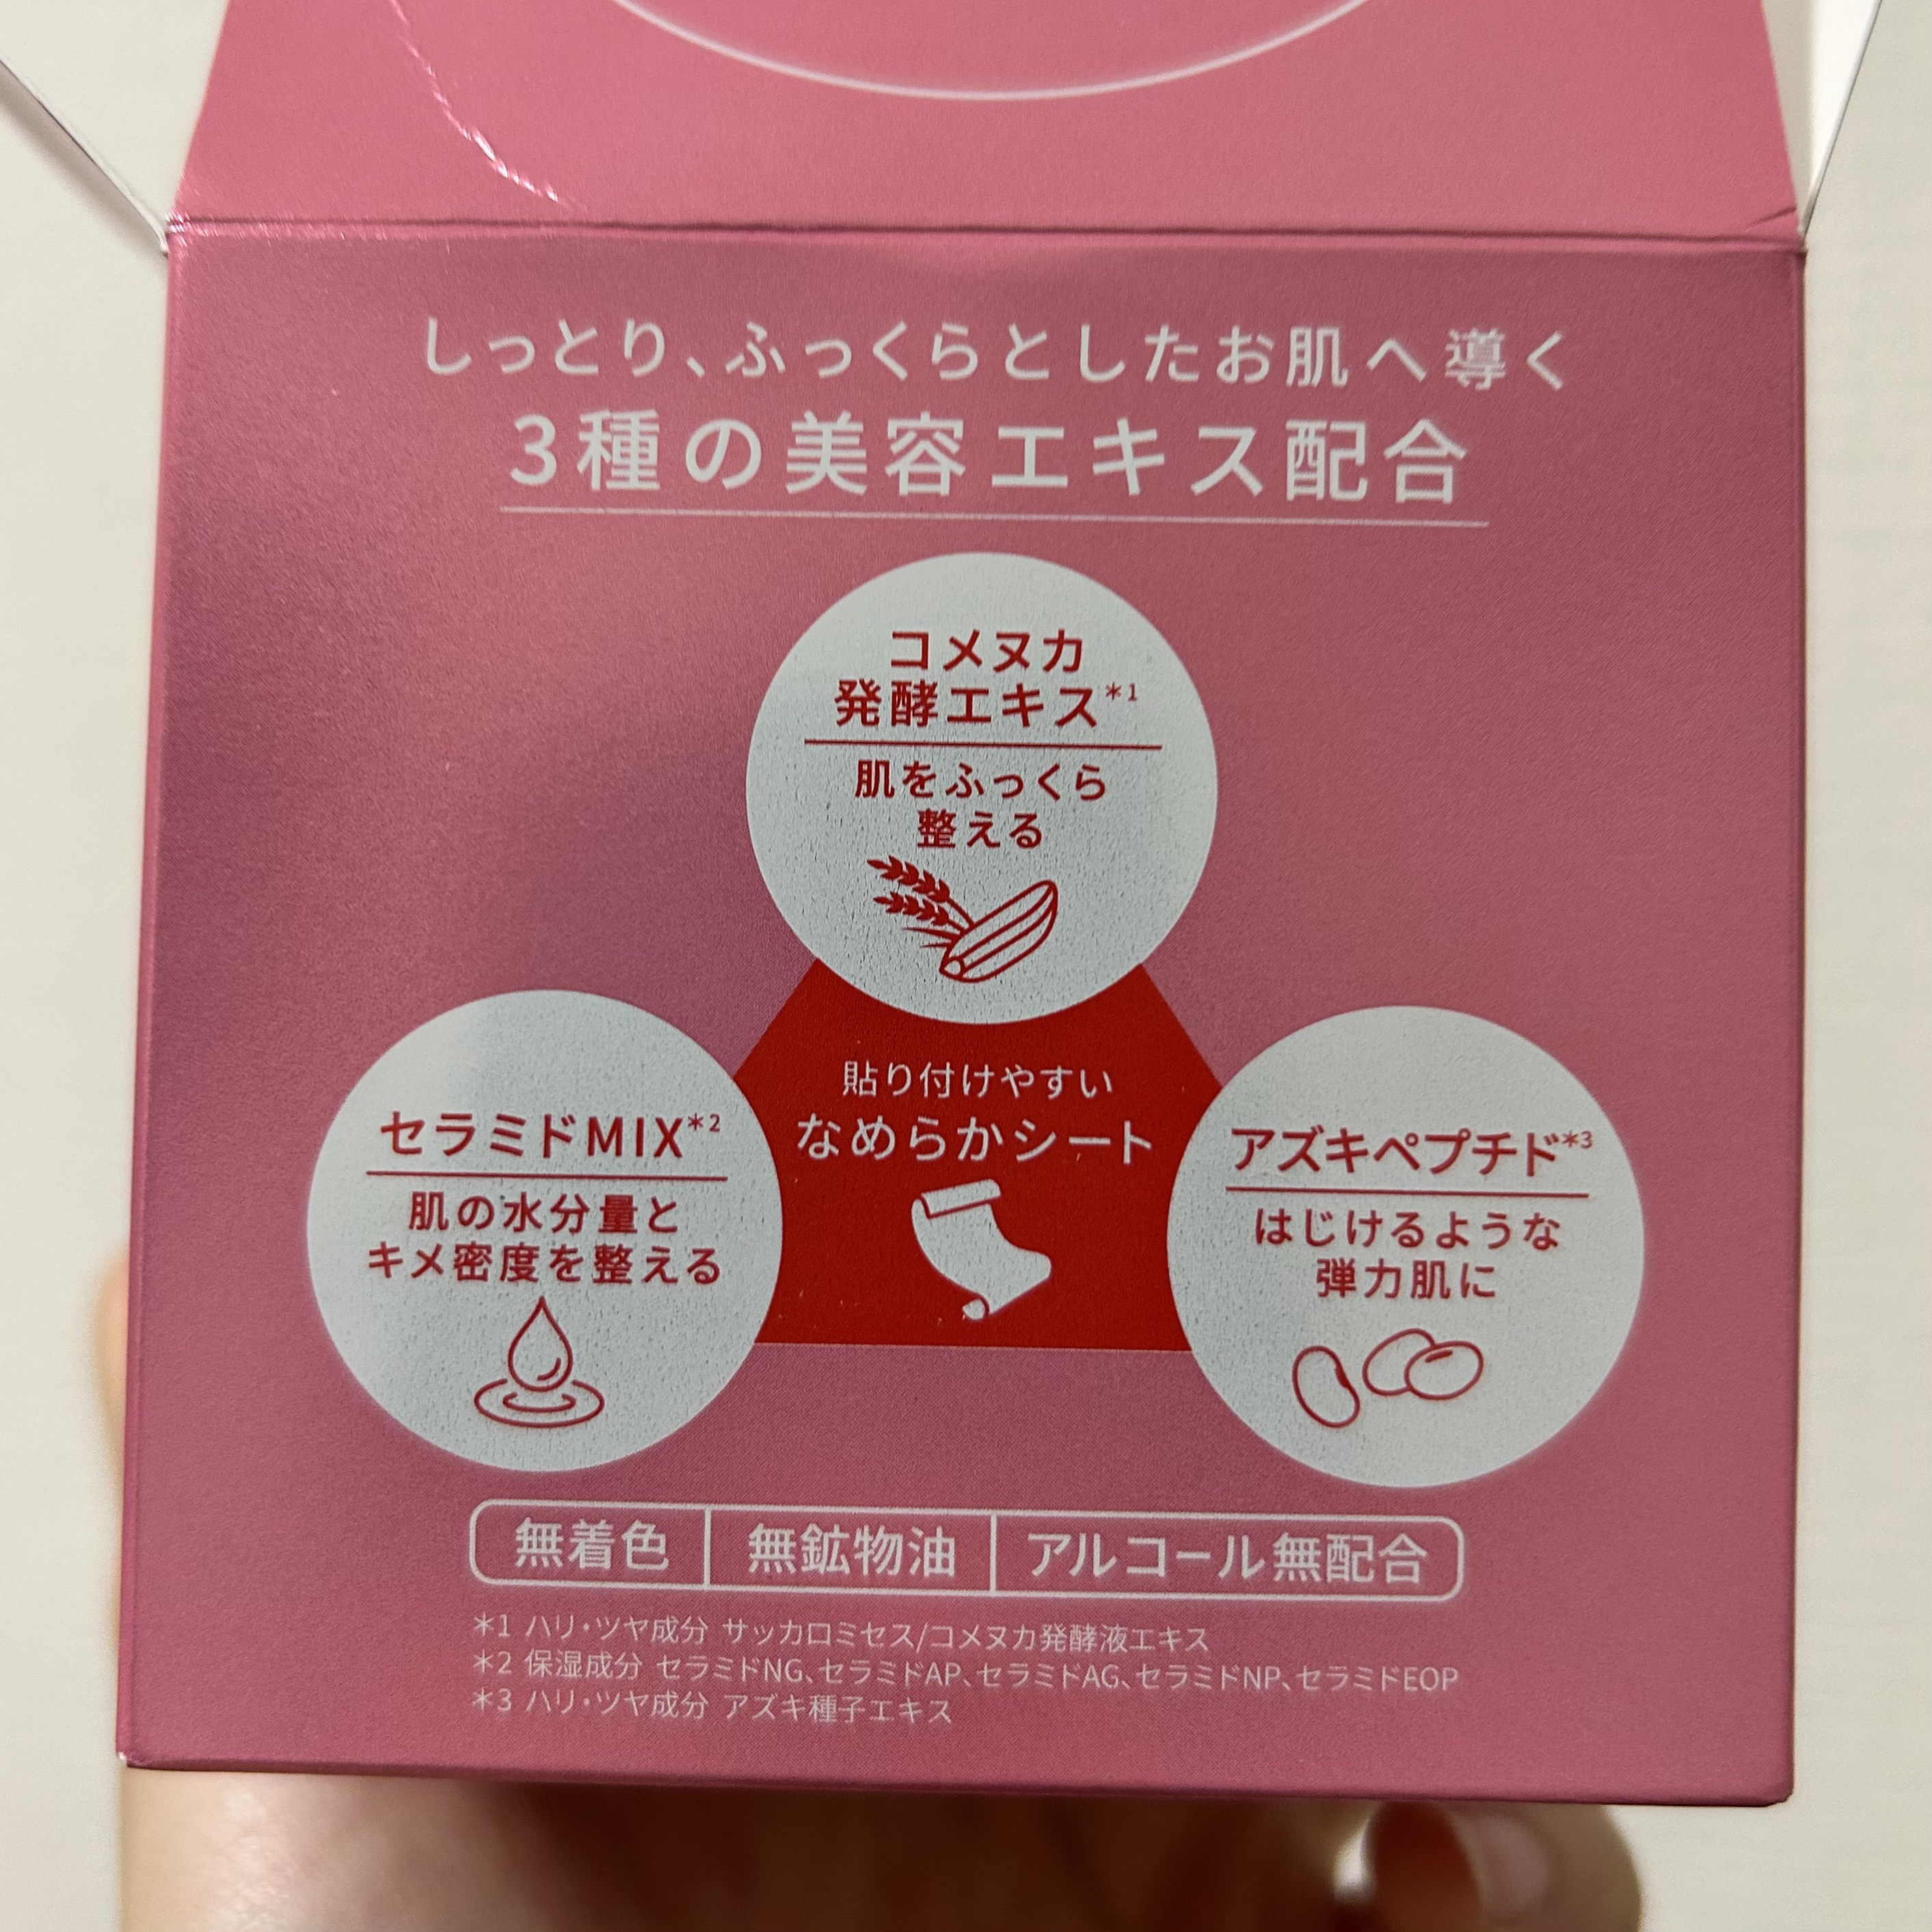 しっとり、ふっくらとしたお肌へ導く
3種の美容エキス配合
コメヌカ
発酵エキス*1
肌をふっくら
整える
セラミドMIX*2
肌の水分量と
キメ密度を整える
貼り付けやすい
なめらかシート
アズキペプチド*3
はじけるような
弾力肌に
無着色
無鉱物油
アルコール無配合
*1 ハリ・ツヤ成分 サッカロミセス/コメヌカ発酵液エキス
*2 保湿成分 セラミドNG、セラミドAP、セラミドAG、セラミドNP、セラミドEOP
*3 ハリ・ツヤ成分 アズキ種子エキス